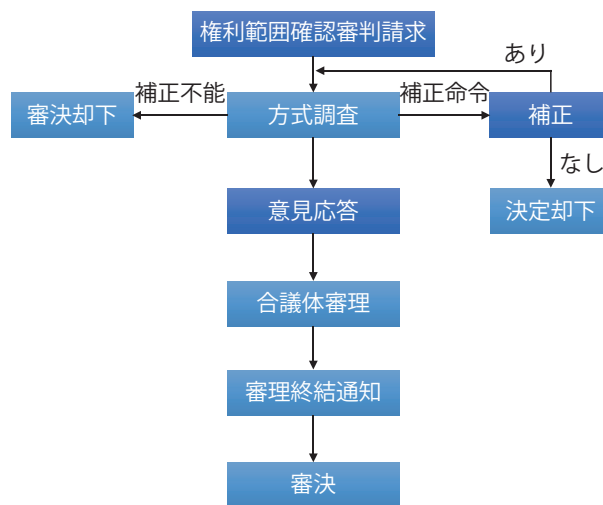 権利範囲確認審判請求
あり
補正不能
補正命令
審決却下
方式調査
補正
なし
意見応答
決定却下
合議体審理
審理終結通知
審決